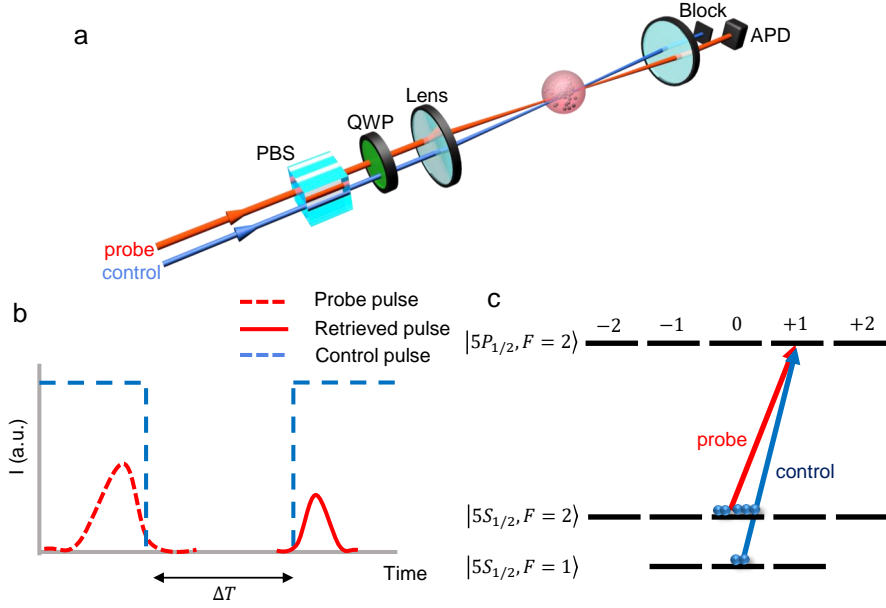 a
Block
APD
Lens
QWP
PBS
probe
control
b
Probe pulse
Retrieved pulse
Control pulse
I (a.u.)
Time
ΔT
c
−2 −1 0 +1 +2
|5P₁/₂, F = 2⟩
probe
control
|5S₁/₂, F = 2⟩
|5S₁/₂, F = 1⟩